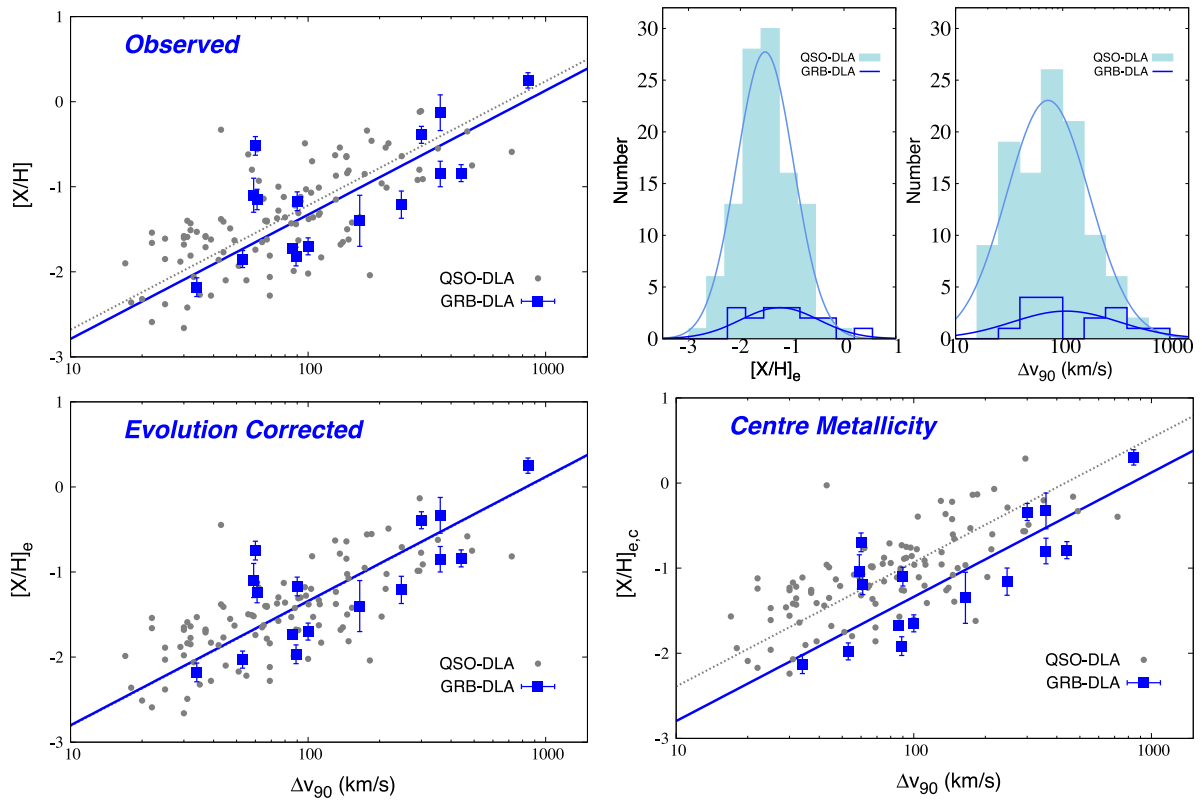 Observed
[X/H]
1
0
-1
-2
-3
10
100
1000
QSO-DLA
GRB-DLA
Number
30
25
20
15
10
5
0
-3
-2
-1
0
1
[X/H]e
QSO-DLA
GRB-DLA
Number
30
25
20
15
10
5
0
10
100
1000
Δv90 (km/s)
QSO-DLA
GRB-DLA
Evolution Corrected
[X/H]e
1
0
-1
-2
-3
10
100
1000
Δv90 (km/s)
QSO-DLA
GRB-DLA
Centre Metallicity
[X/H]e,c
1
0
-1
-2
-3
10
100
1000
Δv90 (km/s)
QSO-DLA
GRB-DLA